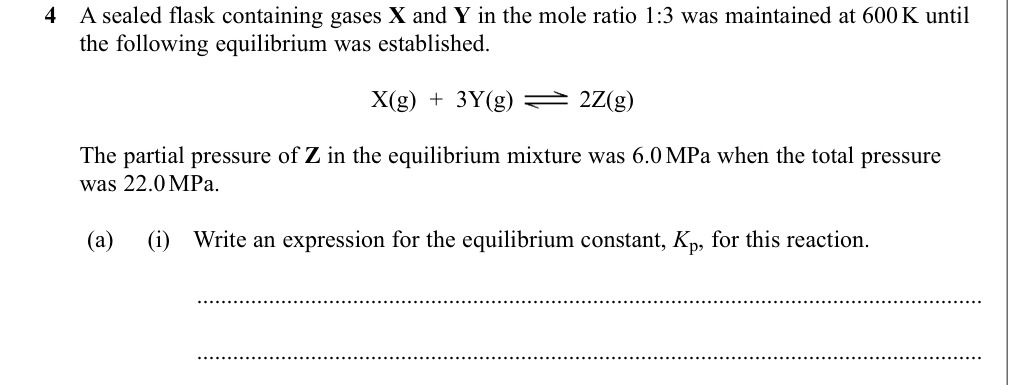 4 A sealed flask containing gases X and Y in the mole ratio 1:3 was maintained at 600 K until
the following equilibrium was established.
X(g) + 3Y(g) ⇌ 2Z(g)
The partial pressure of Z in the equilibrium mixture was 6.0 MPa when the total pressure
was 22.0 MPa.
(a) (i) Write an expression for the equilibrium constant, Kp, for this reaction.